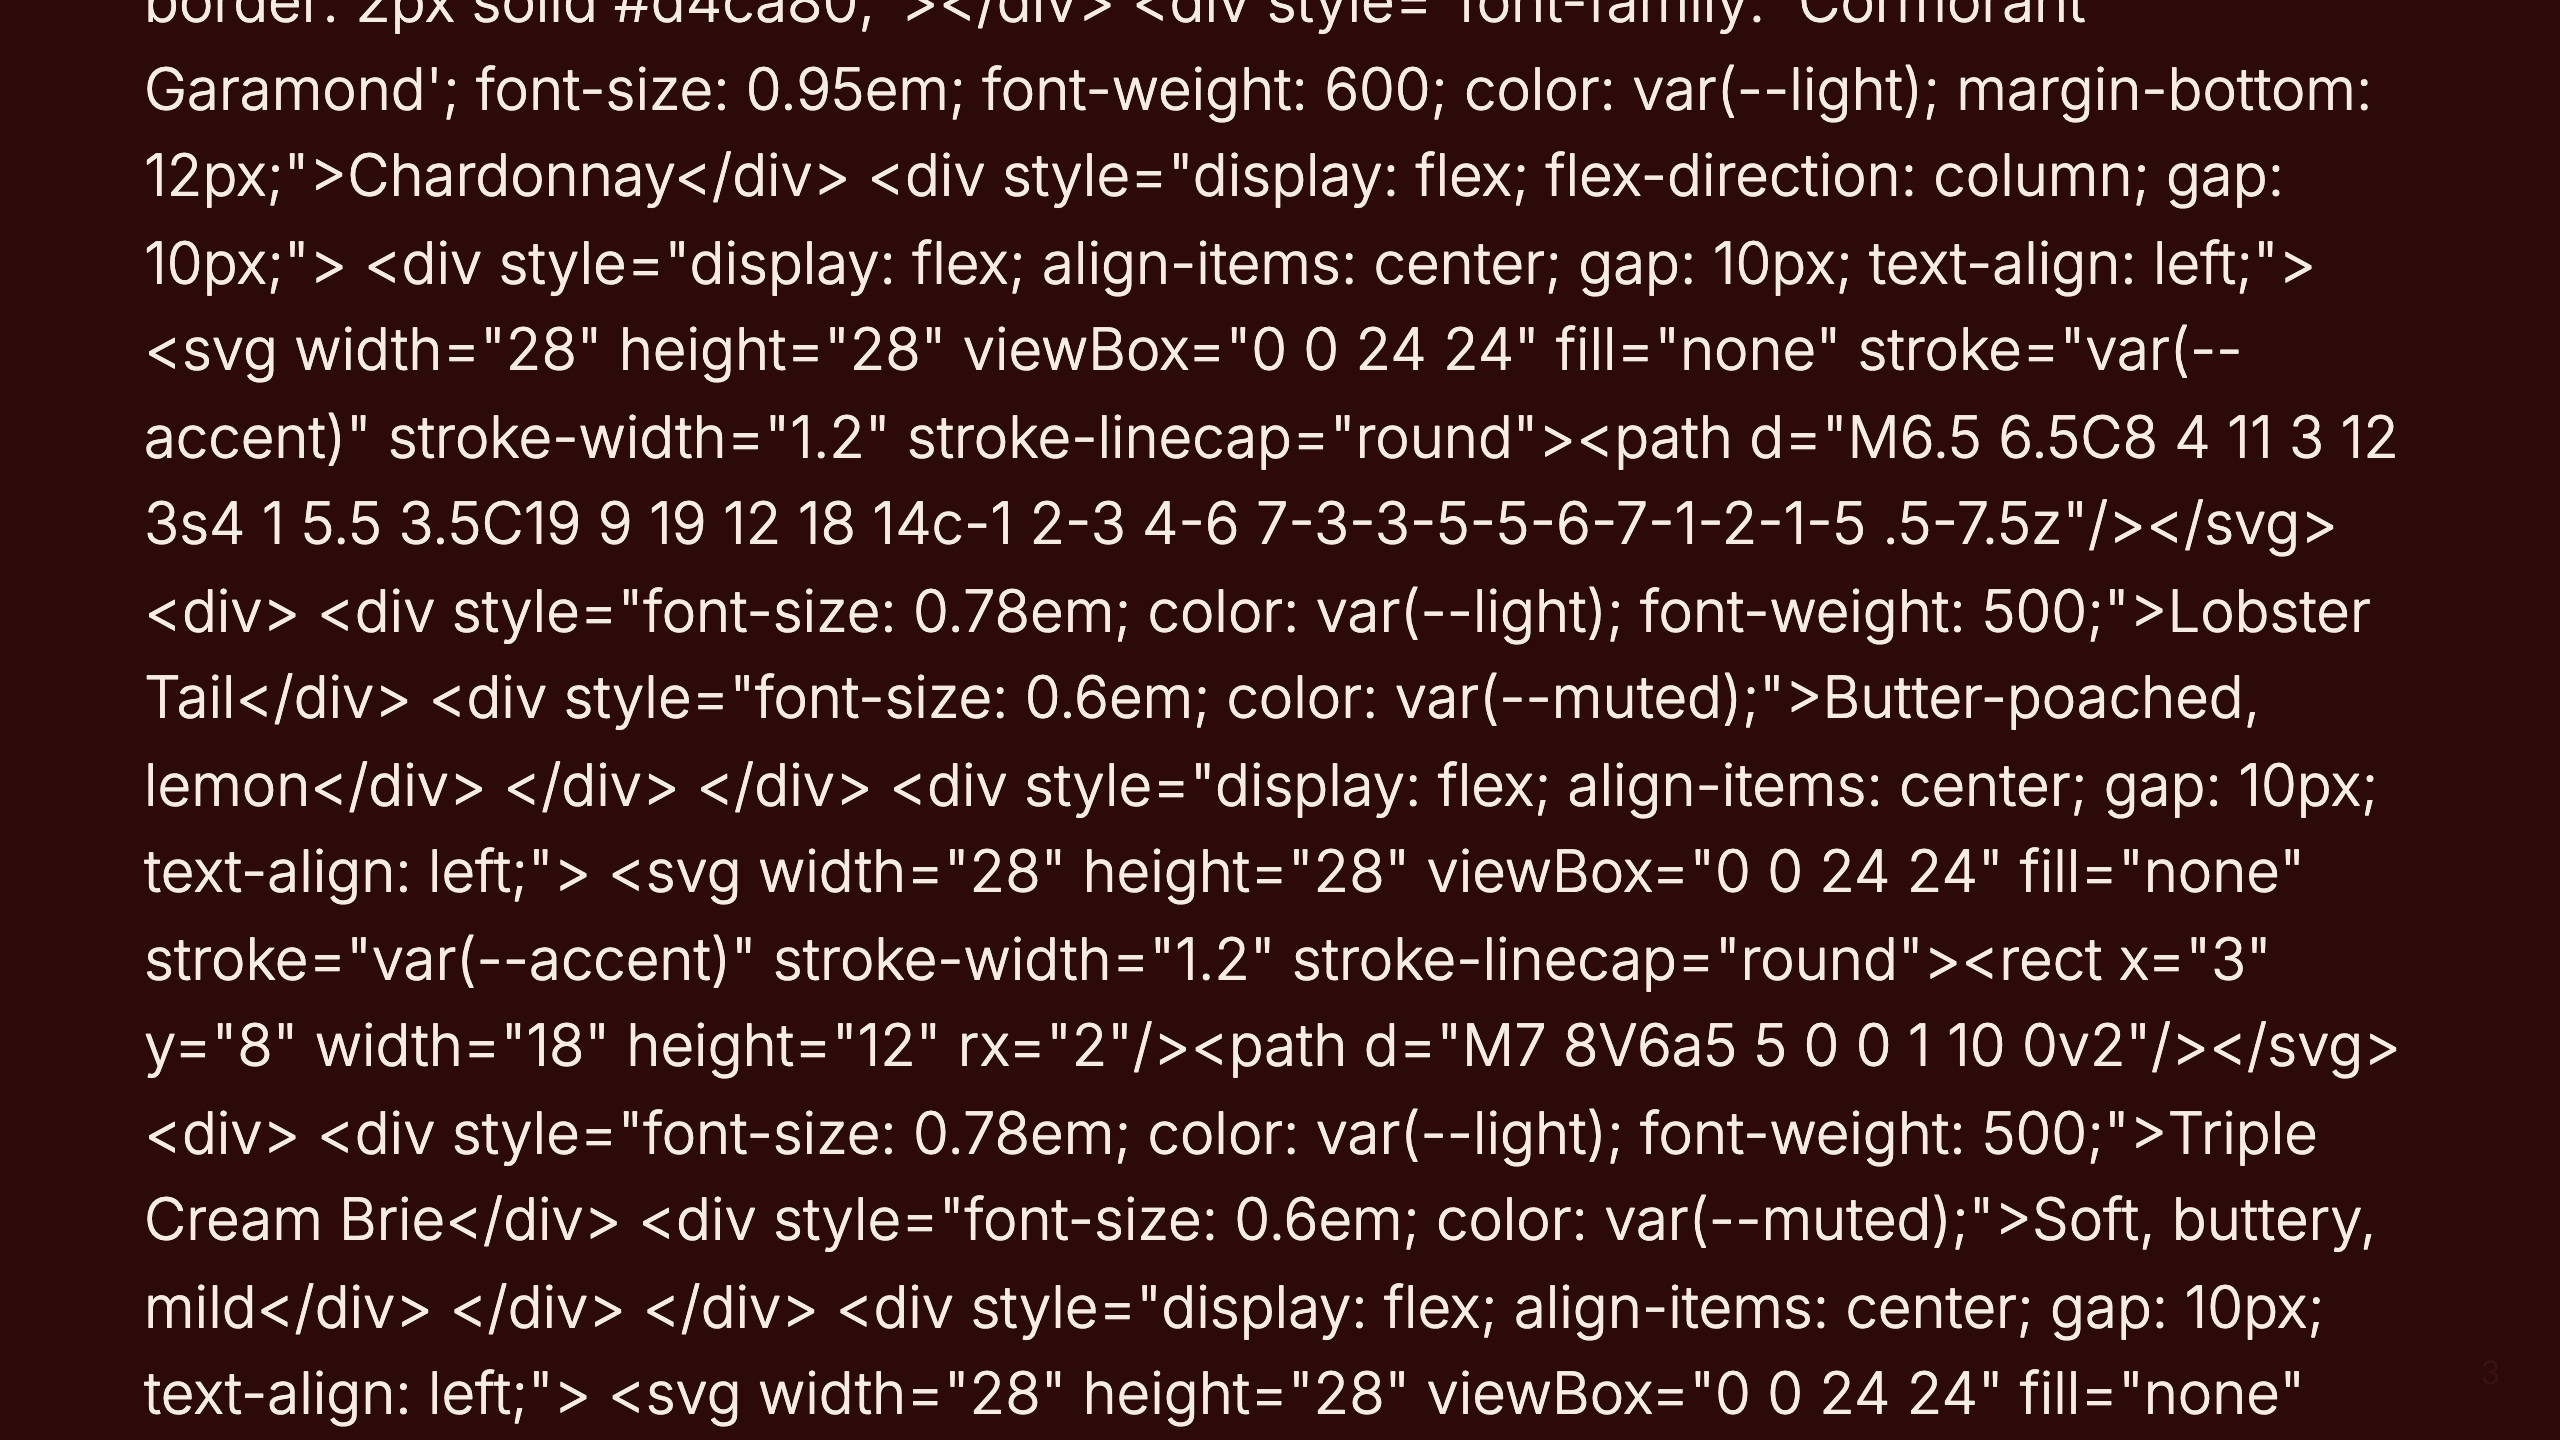 border: 2px solid #d4ca80;"></div> <div style="font-family: 'Cormorant
Garamond'; font-size: 0.95em; font-weight: 600; color: var(--light); margin-bottom:
12px;">Chardonnay</div> <div style="display: flex; flex-direction: column; gap:
10px;"> <div style="display: flex; align-items: center; gap: 10px; text-align: left;">
<svg width="28" height="28" viewBox="0 0 24 24" fill="none" stroke="var(--
accent)" stroke-width="1.2" stroke-linecap="round"><path d="M6.5 6.5C8 4 11 3 12
3s4 1 5.5 3.5C19 9 19 12 18 14c-1 2-3 4-6 7-3-3-5-5-6-7-1-2-1-5 .5-7.5z"/></svg>
<div> <div style="font-size: 0.78em; color: var(--light); font-weight: 500;">Lobster
Tail</div> <div style="font-size: 0.6em; color: var(--muted);">Butter-poached,
lemon</div> </div> </div> <div style="display: flex; align-items: center; gap: 10px;
text-align: left;"> <svg width="28" height="28" viewBox="0 0 24 24" fill="none"
stroke="var(--accent)" stroke-width="1.2" stroke-linecap="round"><rect x="3"
y="8" width="18" height="12" rx="2"/><path d="M7 8V6a5 5 0 0 1 10 0v2"/></svg>
<div> <div style="font-size: 0.78em; color: var(--light); font-weight: 500;">Triple
Cream Brie</div> <div style="font-size: 0.6em; color: var(--muted);">Soft, buttery,
mild</div> </div> </div> <div style="display: flex; align-items: center; gap: 10px;
text-align: left;"> <svg width="28" height="28" viewBox="0 0 24 24" fill="none"
3